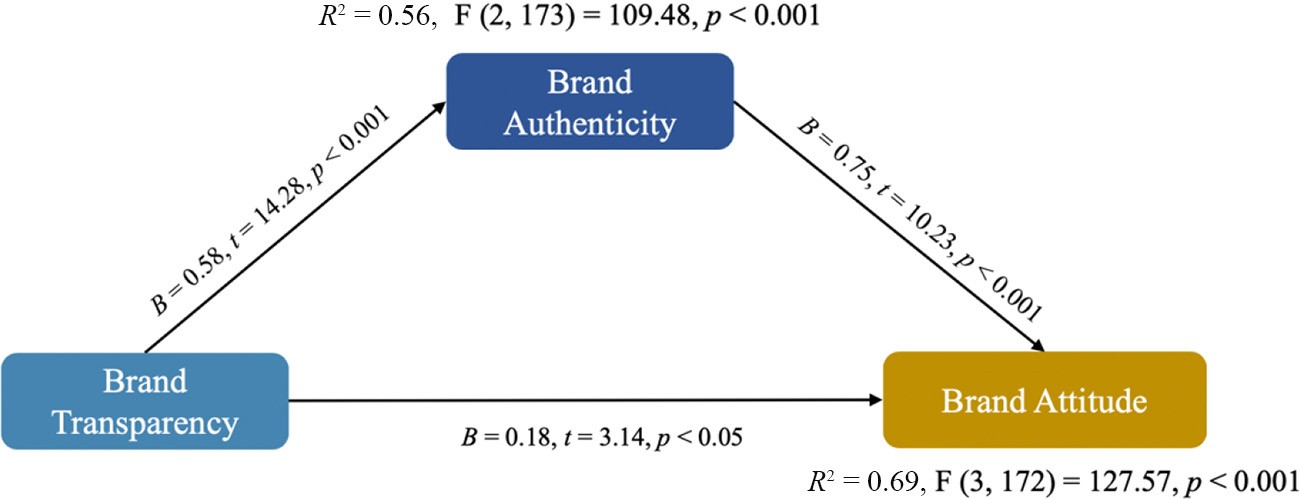 R² = 0.56, F (2, 173) = 109.48, p < 0.001
Brand
Authenticity
B = 0.58, t = 14.28, p < 0.001
B = 0.75, t = 10.23, p < 0.001
Brand
Transparency
Brand Attitude
B = 0.18, t = 3.14, p < 0.05
R² = 0.69, F (3, 172) = 127.57, p < 0.001